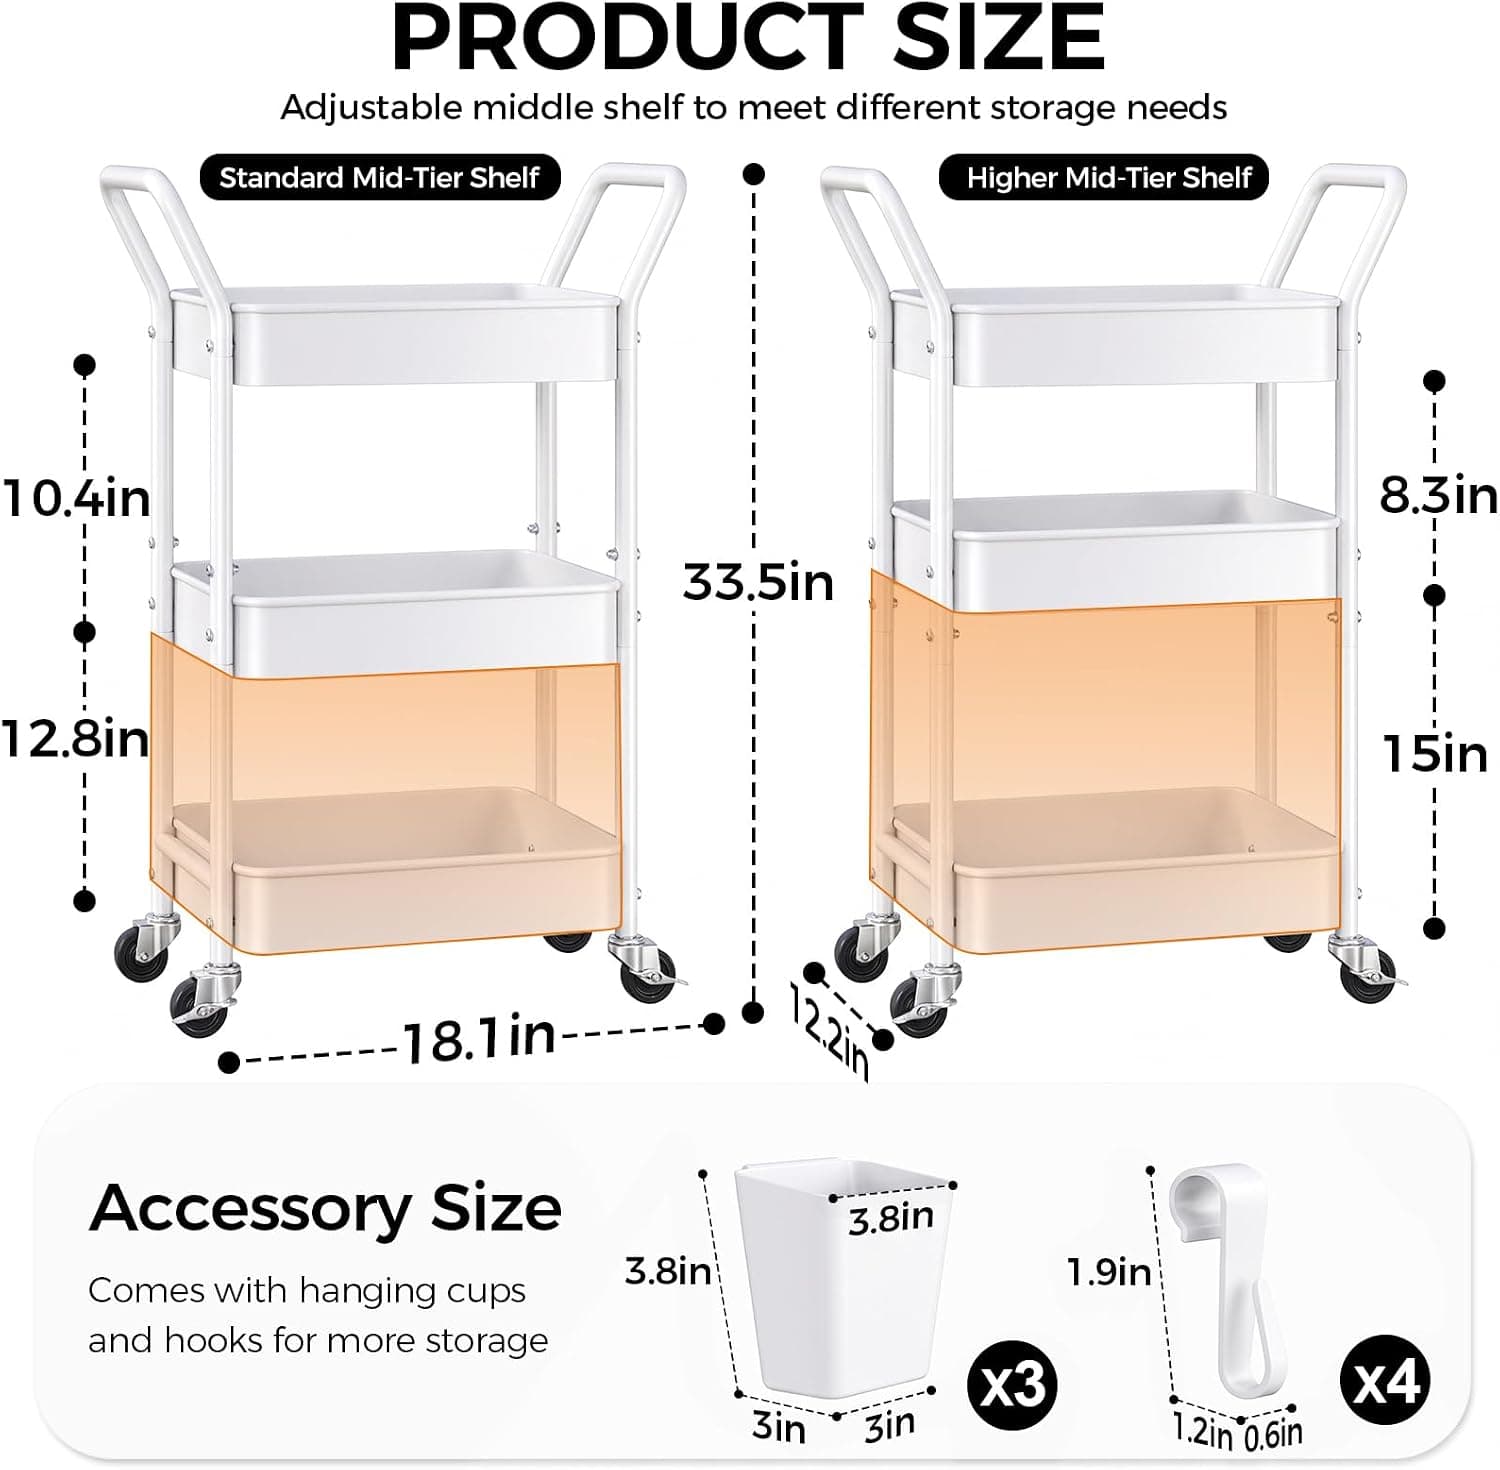 PRODUCT SIZE
Adjustable middle shelf to meet different storage needs
Standard Mid-Tier Shelf
Higher Mid-Tier Shelf
10.4in
12.8in
33.5in
8.3in
15in
18.1in
12.2in
Accessory Size
Comes with hanging cups
and hooks for more storage
3.8in
3.8in
3in
3in
x3
1.9in
1.2in
0.6in
x4